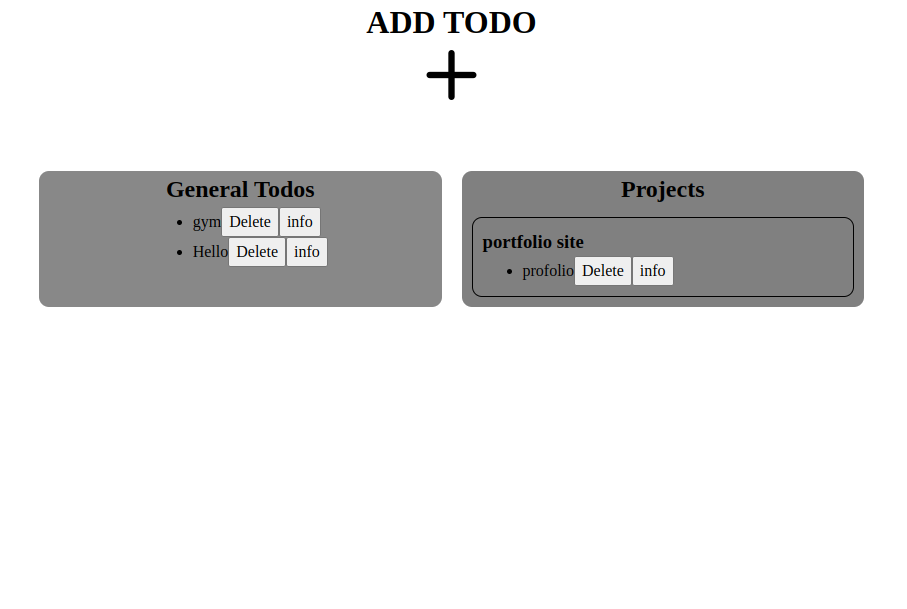 ADD TODO
General Todos
gym Delete info
Hello Delete info
Projects
portfolio site
profolio Delete info